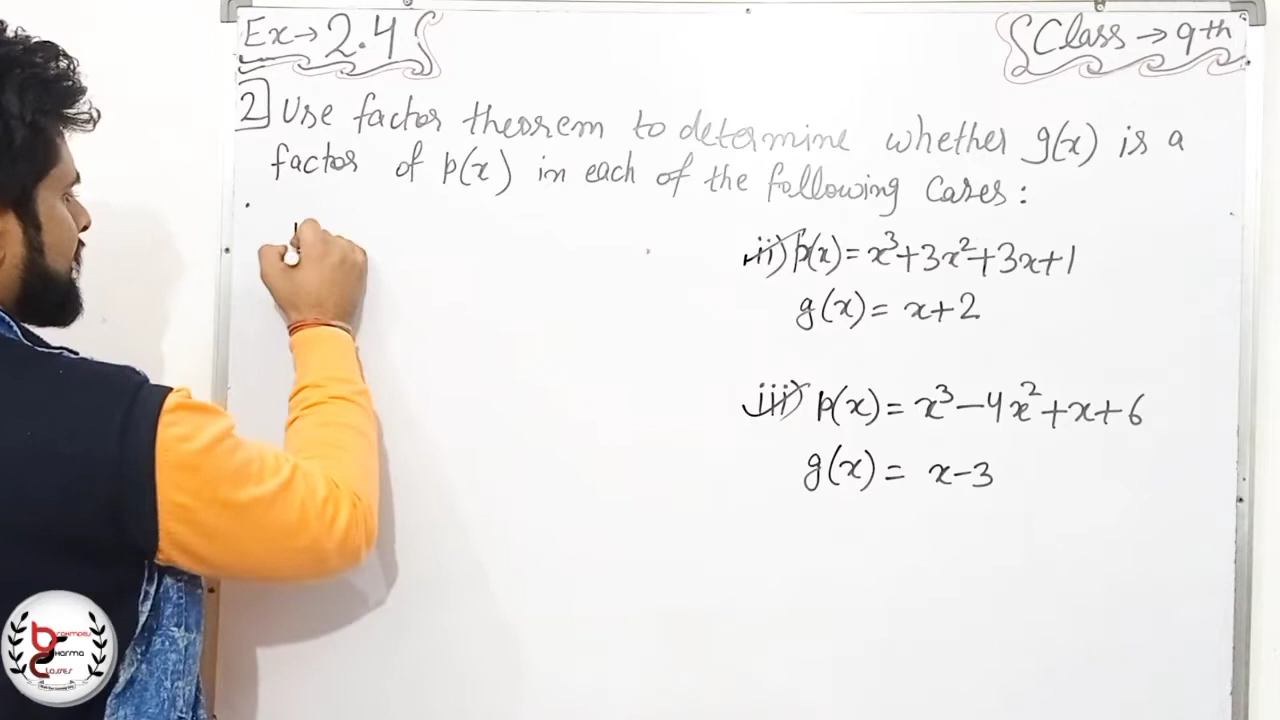 Ex→2.4
Class → 9th
2 Use factor theorem to determine whether g(x) is a
factor of p(x) in each of the following cases:
ii) p(x) = x³+3x²+3x+1
g(x) = x+2
iii) p(x) = x³-4x²+x+6
g(x) = x-3